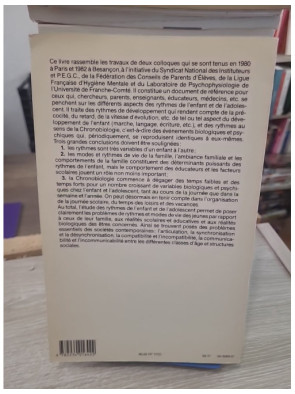 Ce livre rassemble les travaux de deux colloques qui se sont tenus en 1980
à Paris et 1982 à Besançon, à l'initiative du Syndicat National des Instituteurs
et P.E.G.C., de la Fédération des Conseils de Parents d'Élèves, de la Ligue
Française d'Hygiène Mentale et du Laboratoire de Psychophysiologie de
l'Université de Franche-Comté. Il constitue un document de référence pour
ceux qui, chercheurs, parents, enseignants, éducateurs, médecins, etc. se
penchent sur les différents aspects des rythmes de l'enfant et de l'adoles-
cent. Il traite des rythmes de développement qui rendent compte de la pré-
cocité, du retard, de la vitesse d'évolution, etc. de tel ou tel aspect du déve-
loppement de l'enfant (marche, langage, écriture, etc.), et des rythmes au
sens de la Chronobiologie, c'est-à-dire des événements biologiques et psy-
chiques qui, périodiquement, se reproduisent identiques à eux-mêmes.
Trois grandes conclusions doivent être soulignées :
1. les rythmes sont très variables d'un enfant à l'autre;
2. les modes et rythmes de vie de la famille, l'ambiance familiale et les
comportements de la famille constituent des déterminants puissants des
rythmes de l'enfant, mais le comportement des éducateurs et les facteurs
scolaires jouent un rôle non moins important;
3. la Chronobiologie commence à dégager des temps faibles et des
temps forts pour un nombre croissant de variables biologiques et psychi-
ques chez l'enfant et l'adolescent, tant au cours de la journée que dans la
semaine et l'année. On peut désormais en tenir compte dans l'organisation
de la journée scolaire, du temps des loisirs et des vacances.
Au total, l'étude des rythmes de l'enfant et de l'adolescent permet de poser
clairement les problèmes de rythmes et modes de vie des jeunes par rapport
à ceux de leur famille, aux réalités scolaires et éducatives et aux réalités
biologiques des êtres concernés. Ainsi se trouvent posés des problèmes
essentiels des sociétés contemporaines: l'articulation, la synchronisation
et la désynchronisation, la compatibilité et l'incompatibilité, la communica-
bilité et l'incommunicabilité entre les différentes classes d'âge et structures
sociales.